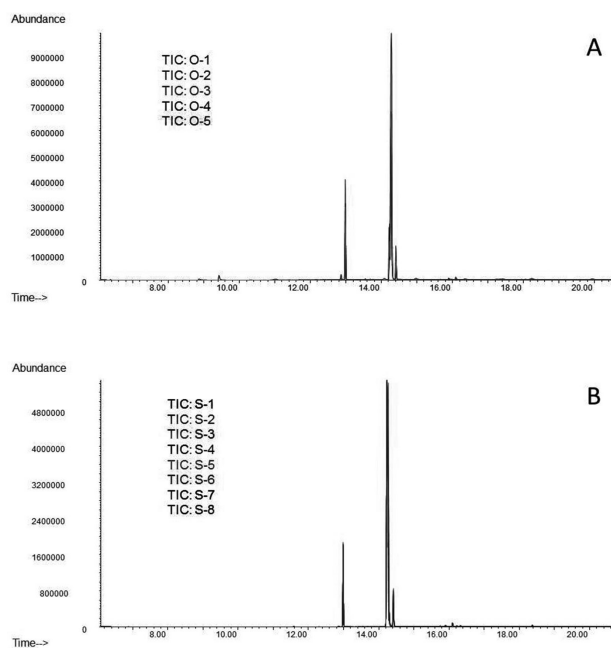 Abundance
A
9000000
8000000
7000000
6000000
5000000
4000000
3000000
2000000
1000000
0
TIC: O-1
TIC: O-2
TIC: O-3
TIC: O-4
TIC: O-5
8.00 10.00 12.00 14.00 16.00 18.00 20.00
Time-->
Abundance
B
4800000
4000000
3200000
2400000
1600000
800000
0
TIC: S-1
TIC: S-2
TIC: S-3
TIC: S-4
TIC: S-5
TIC: S-6
TIC: S-7
TIC: S-8
8.00 10.00 12.00 14.00 16.00 18.00 20.00
Time-->